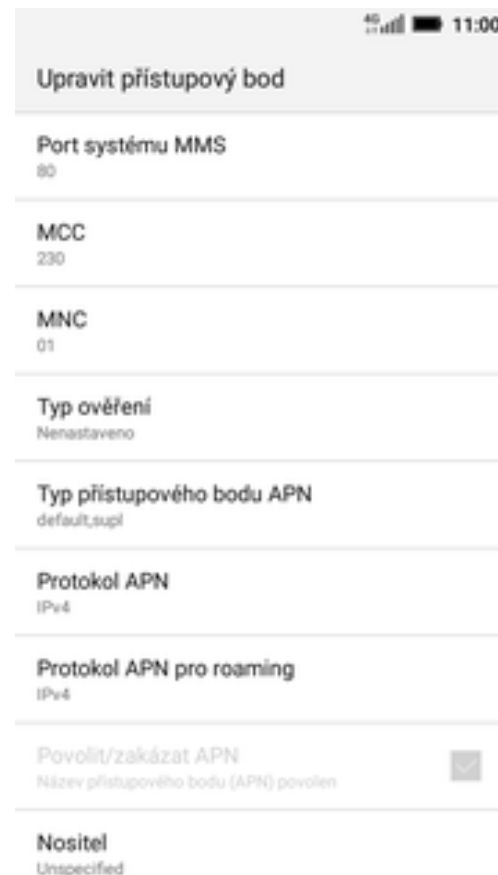 4G 11:00
Upravit přístupový bod
Port systému MMS
80
MCC
230
MNC
01
Typ ověření
Nenastaveno
Typ přístupového bodu APN
default,supl
Protokol APN
IPv4
Protokol APN pro roaming
IPv4
Povolit/zakázat APN
Název přístupového bodu (APN) povolen
Nositel
Unspecified